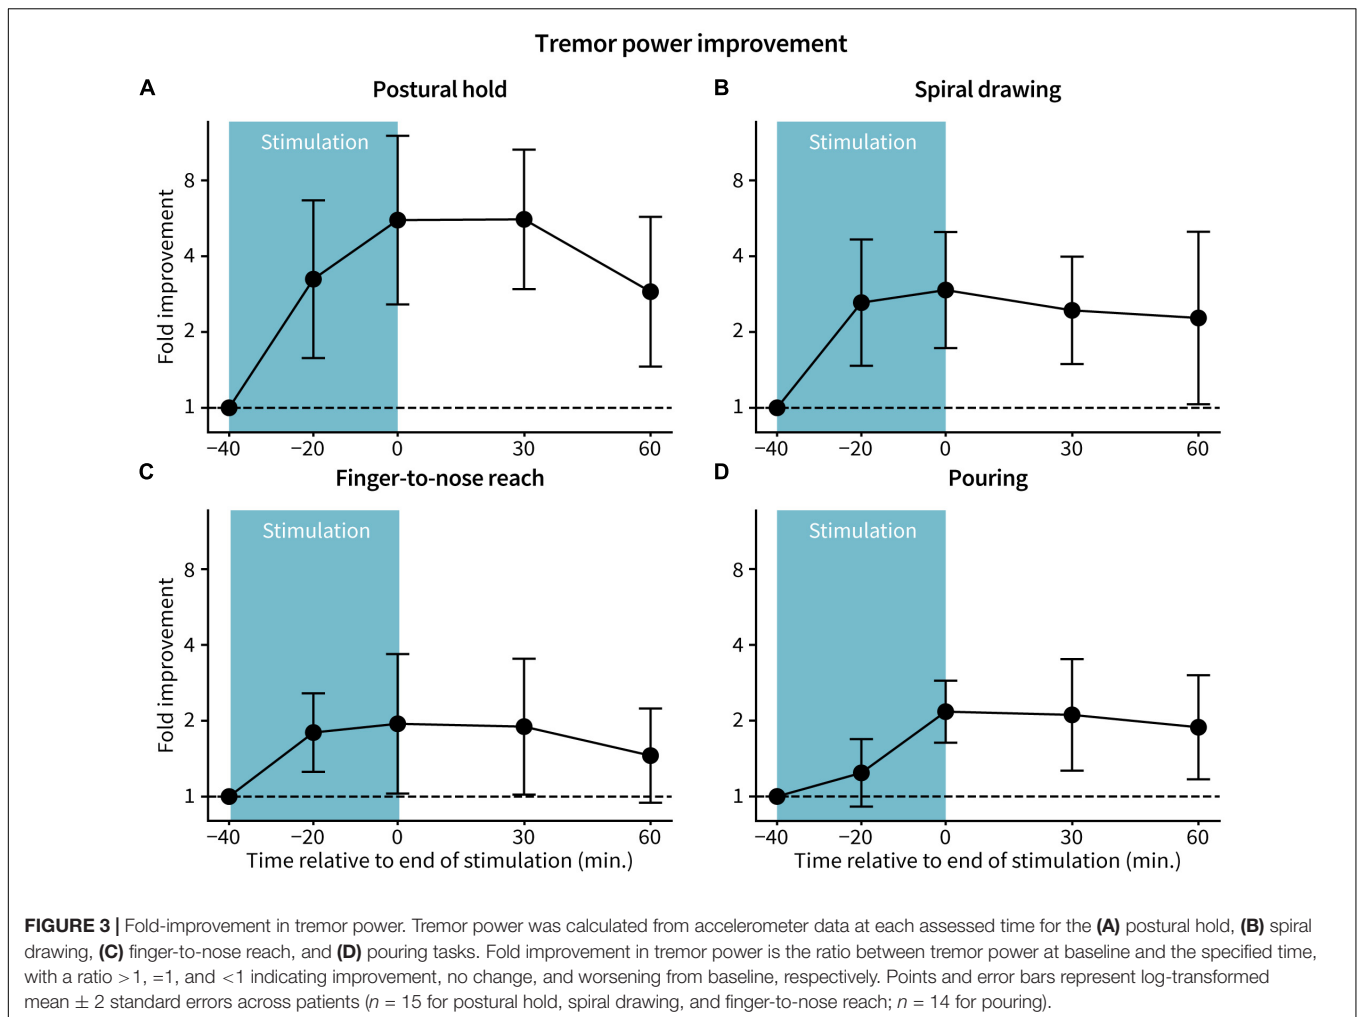 Tremor power improvement
A
Postural hold
Stimulation
Fold improvement
8
4
2
1
−40
−20
0
30
60
B
Spiral drawing
Stimulation
8
4
2
1
−40
−20
0
30
60
C
Finger-to-nose reach
Stimulation
Fold improvement
8
4
2
1
−40
−20
0
30
60
Time relative to end of stimulation (min.)
D
Pouring
Stimulation
8
4
2
1
−40
−20
0
30
60
Time relative to end of stimulation (min.)
FIGURE 3 | Fold-improvement in tremor power. Tremor power was calculated from accelerometer data at each assessed time for the (A) postural hold, (B) spiral
drawing, (C) finger-to-nose reach, and (D) pouring tasks. Fold improvement in tremor power is the ratio between tremor power at baseline and the specified time,
with a ratio >1, =1, and <1 indicating improvement, no change, and worsening from baseline, respectively. Points and error bars represent log-transformed
mean ± 2 standard errors across patients (n = 15 for postural hold, spiral drawing, and finger-to-nose reach; n = 14 for pouring).